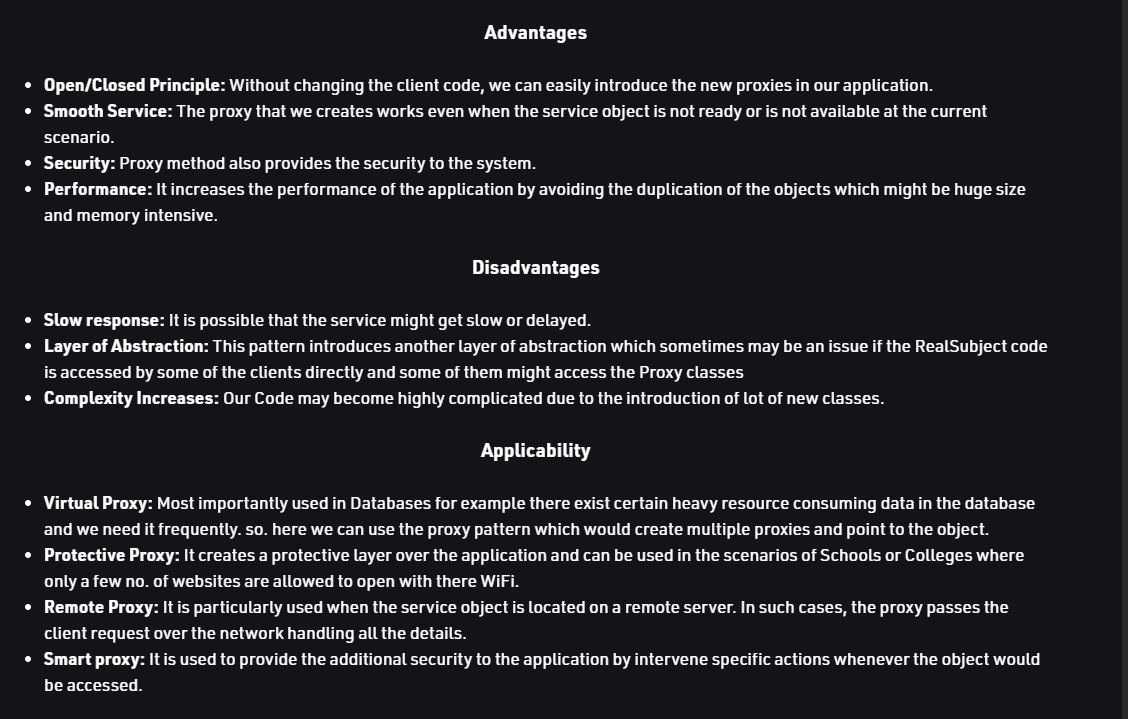 Advantages
• Open/Closed Principle: Without changing the client code, we can easily introduce the new proxies in our application.
• Smooth Service: The proxy that we creates works even when the service object is not ready or is not available at the current
scenario.
• Security: Proxy method also provides the security to the system.
• Performance: It increases the performance of the application by avoiding the duplication of the objects which might be huge size
and memory intensive.
Disadvantages
• Slow response: It is possible that the service might get slow or delayed.
• Layer of Abstraction: This pattern introduces another layer of abstraction which sometimes may be an issue if the RealSubject code
is accessed by some of the clients directly and some of them might access the Proxy classes
• Complexity Increases: Our Code may become highly complicated due to the introduction of lot of new classes.
Applicability
• Virtual Proxy: Most importantly used in Databases for example there exist certain heavy resource consuming data in the database
and we need it frequently. so. here we can use the proxy pattern which would create multiple proxies and point to the object.
• Protective Proxy: It creates a protective layer over the application and can be used in the scenarios of Schools or Colleges where
only a few no. of websites are allowed to open with there WiFi.
• Remote Proxy: It is particularly used when the service object is located on a remote server. In such cases, the proxy passes the
client request over the network handling all the details.
• Smart proxy: It is used to provide the additional security to the application by intervene specific actions whenever the object would
be accessed.